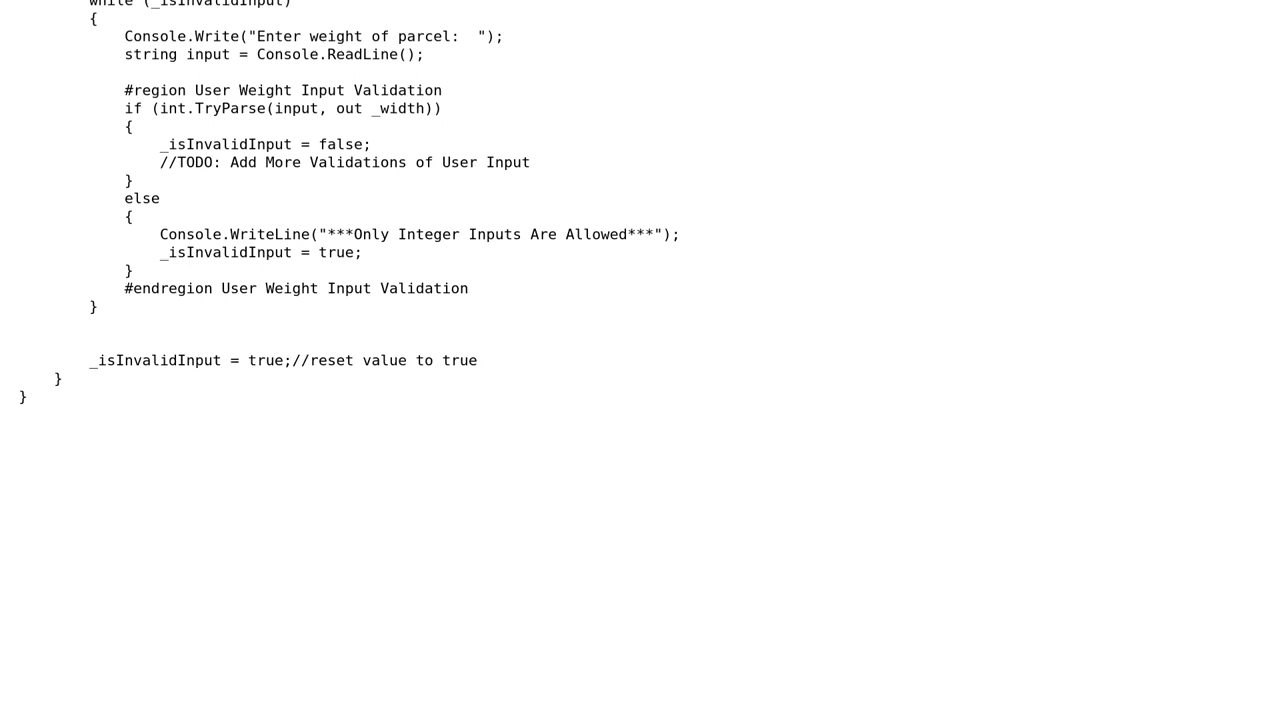 while (_isInvalidInput)
{
Console.Write("Enter weight of parcel:  ");
string input = Console.ReadLine();
#region User Weight Input Validation
if (int.TryParse(input, out _width))
{
_isInvalidInput = false;
//TODO: Add More Validations of User Input
}
else
{
Console.WriteLine("***Only Integer Inputs Are Allowed***");
_isInvalidInput = true;
}
#endregion User Weight Input Validation
}
_isInvalidInput = true;//reset value to true
}
}